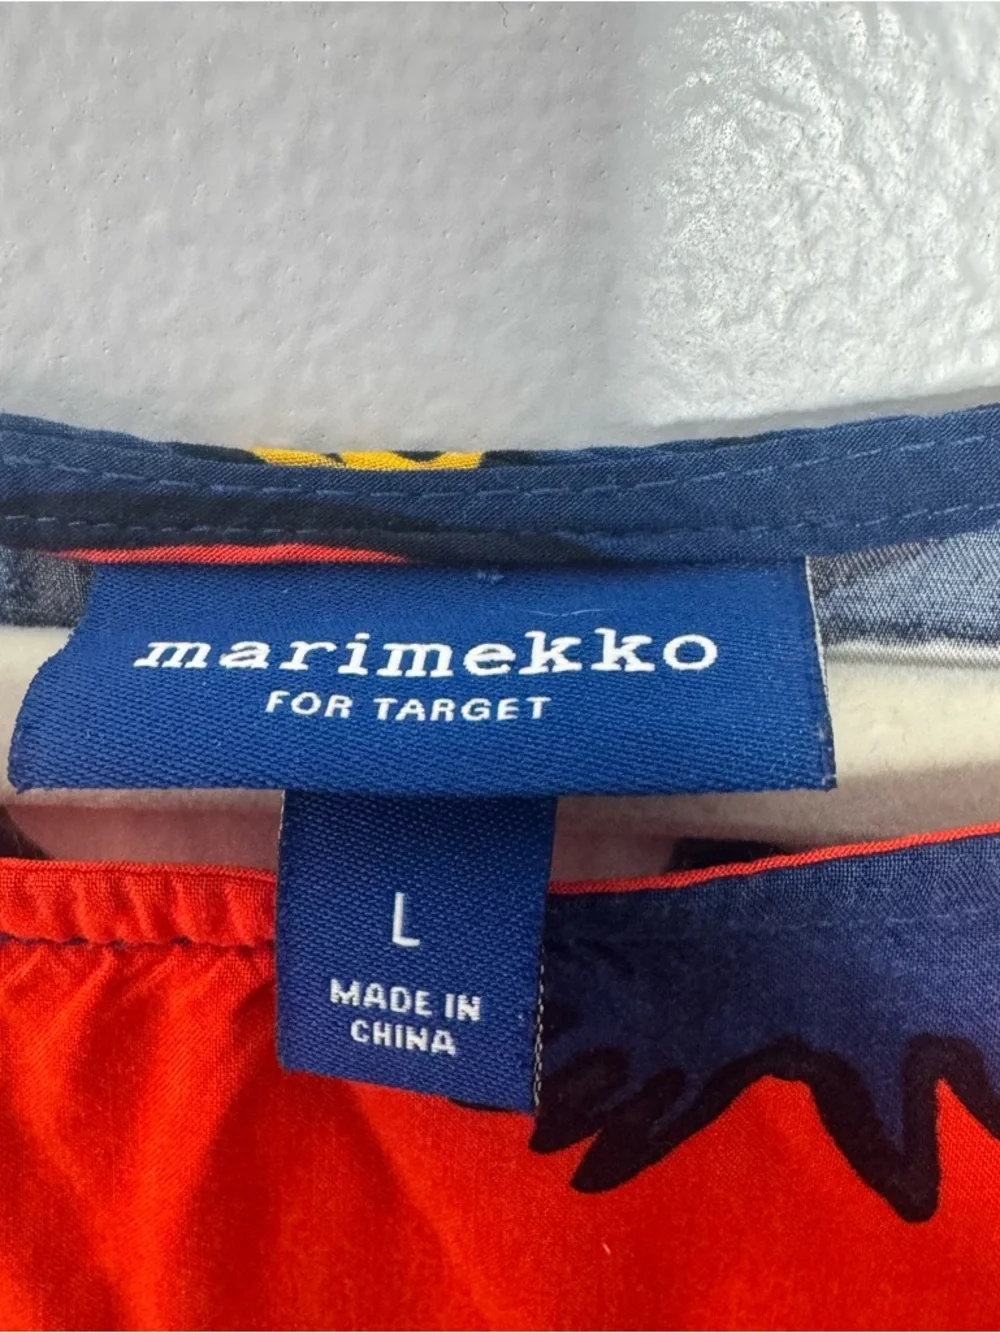 marimekko
FOR TARGET
L
MADE IN
CHINA